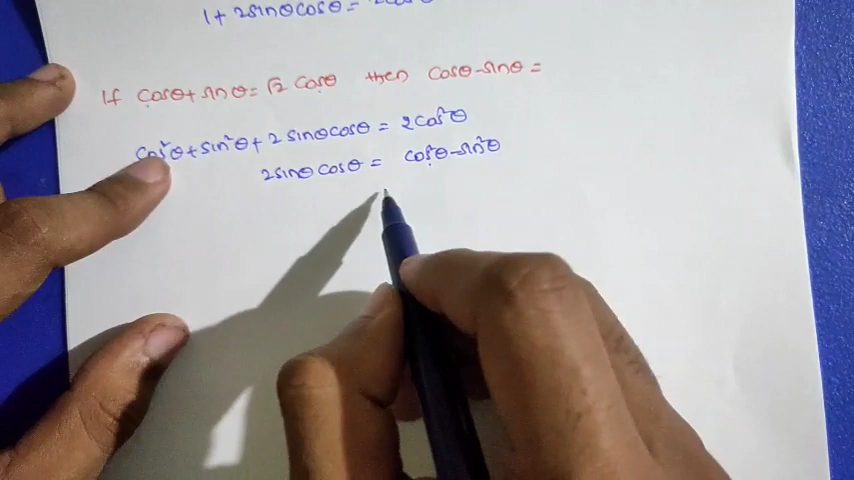 1 + 2sinθcosθ =
If cosθ + sinθ = √2 cosθ then cosθ - sinθ =
cos²θ + sin²θ + 2 sinθcosθ = 2cos²θ
2sinθ cosθ = cos²θ - sin²θ